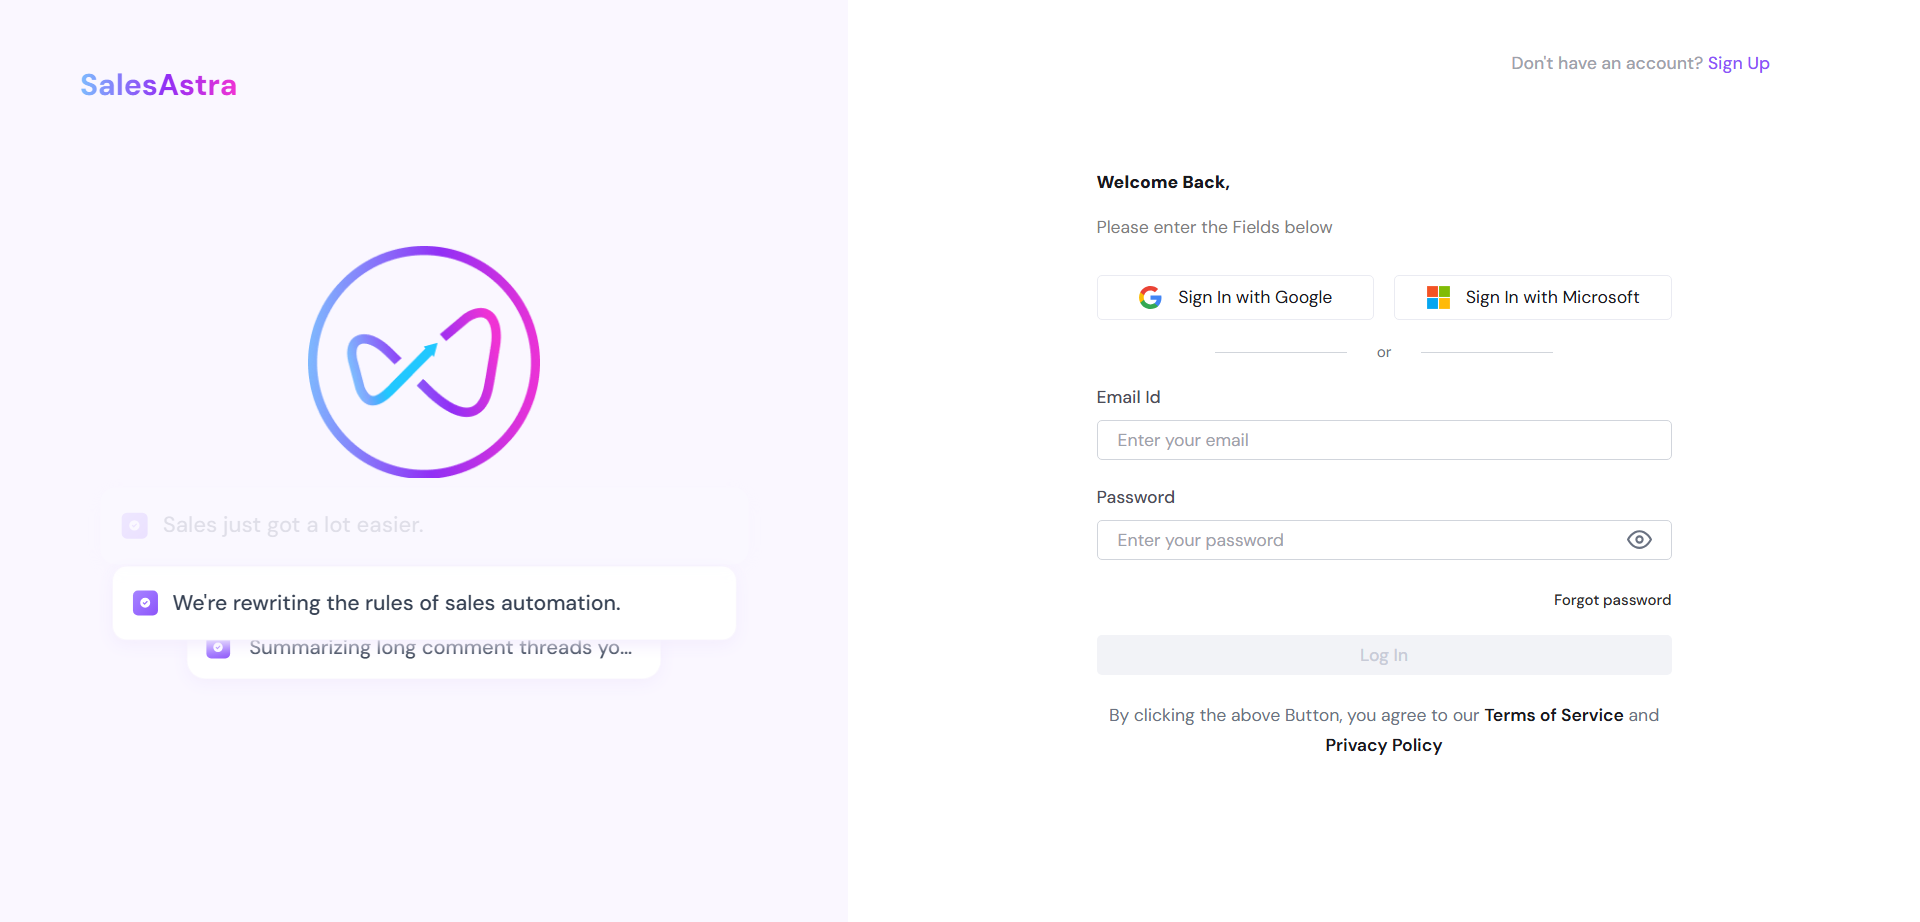 SalesAstra
Sales just got a lot easier.
We're rewriting the rules of sales automation.
Summarizing long comment threads yo...
Don't have an account? Sign Up
Welcome Back,
Please enter the Fields below
Sign In with Google
Sign In with Microsoft
or
Email Id
Enter your email
Password
Enter your password
Forgot password
Log In
By clicking the above Button, you agree to our Terms of Service and
Privacy Policy